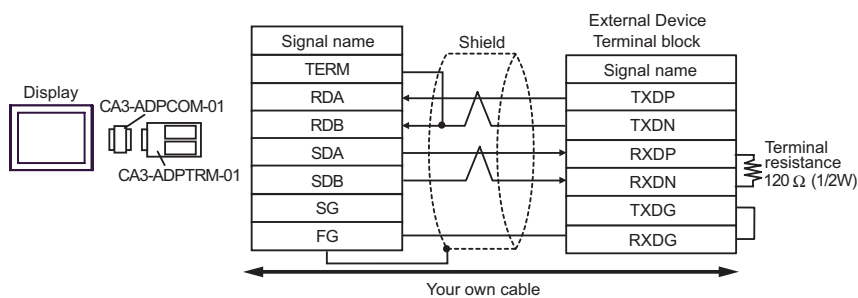 External Device
Terminal block
Signal name
Shield
Signal name
TERM
RDA
TXDP
RDB
TXDN
SDA
RXDP
SDB
RXDN
SG
TXDG
FG
RXDG
Display
CA3-ADPCOM-01
CA3-ADPTRM-01
Terminal
resistance
120 Ω (1/2W)
Your own cable